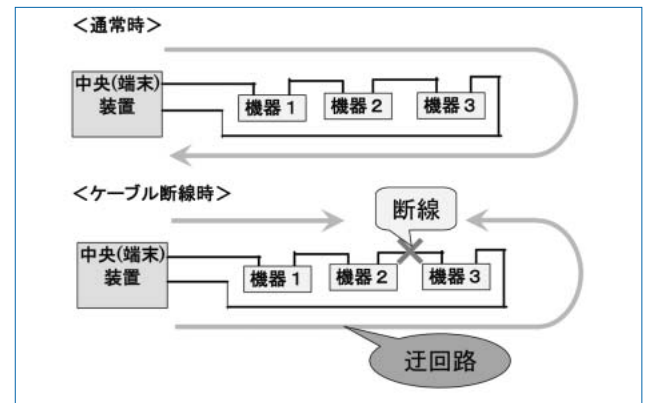 ＜通常時＞
中央(端末)
装置
機器１
機器２
機器３
＜ケーブル断線時＞
断線
中央(端末)
装置
機器１
機器２
機器３
迂回路